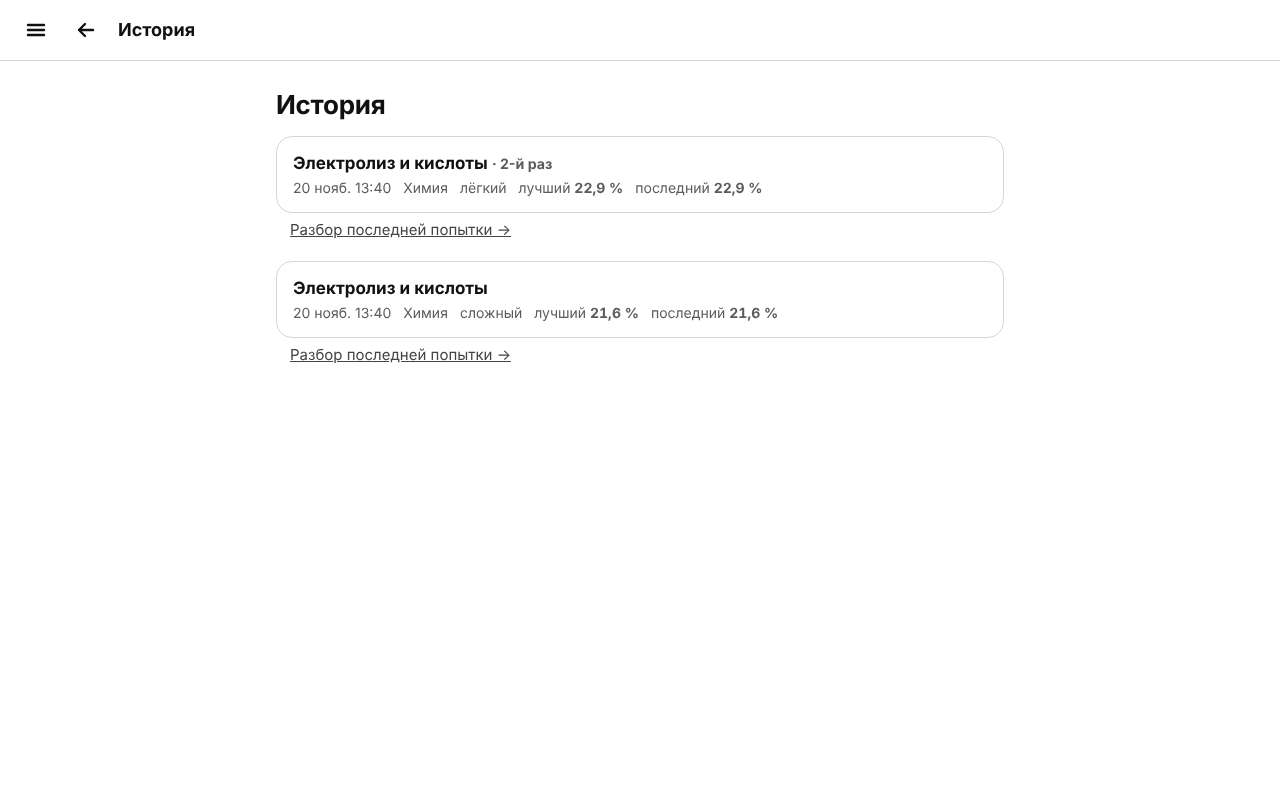 История
История
Электролиз и кислоты · 2-й раз
20 нояб. 13:40 Химия лёгкий лучший 22,9 % последний 22,9 %
Разбор последней попытки →
Электролиз и кислоты
20 нояб. 13:40 Химия сложный лучший 21,6 % последний 21,6 %
Разбор последней попытки →